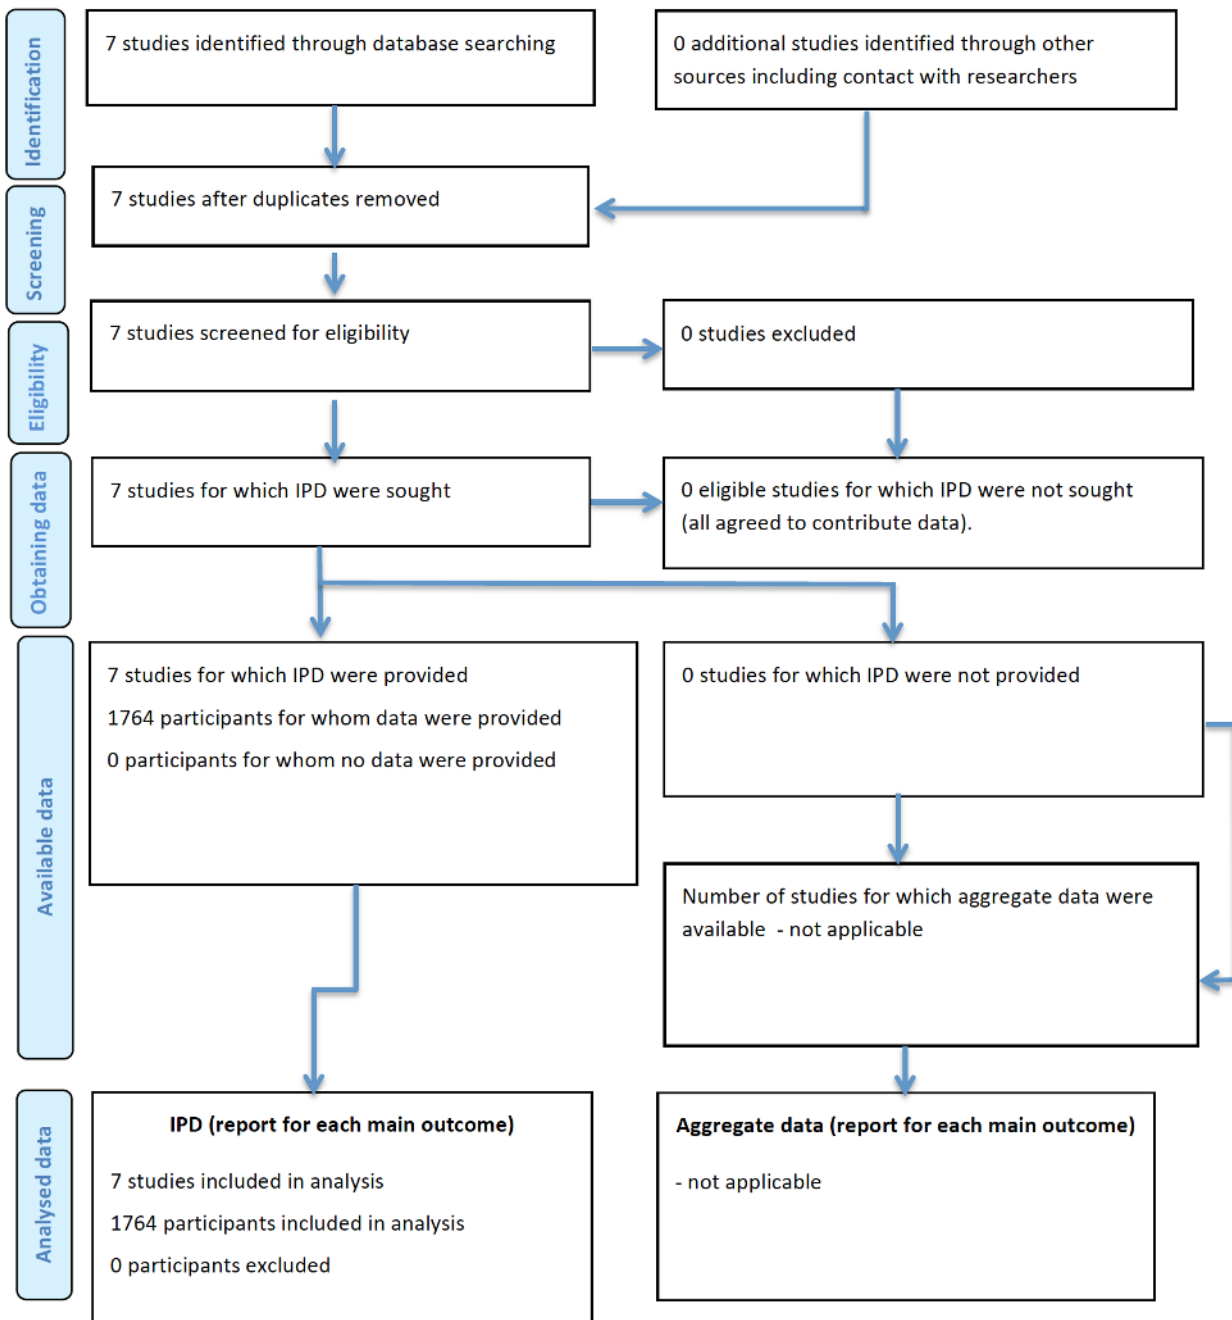 Identification
7 studies identified through database searching
0 additional studies identified through other
sources including contact with researchers
Screening
7 studies after duplicates removed
Eligibility
7 studies screened for eligibility
0 studies excluded
Obtaining data
7 studies for which IPD were sought
0 eligible studies for which IPD were not sought
(all agreed to contribute data).
Available data
7 studies for which IPD were provided
1764 participants for whom data were provided
0 participants for whom no data were provided
0 studies for which IPD were not provided
Number of studies for which aggregate data were
available  - not applicable
Analysed data
IPD (report for each main outcome)
7 studies included in analysis
1764 participants included in analysis
0 participants excluded
Aggregate data (report for each main outcome)
- not applicable